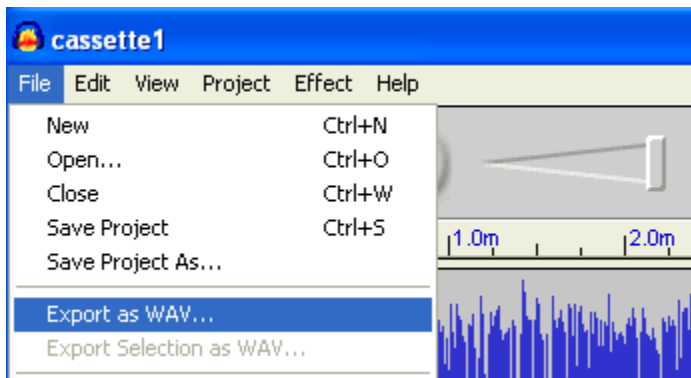 cassette1
File Edit View Project Effect Help
New Ctrl+N
Open... Ctrl+O
Close Ctrl+W
Save Project Ctrl+S
Save Project As...
1.0m 2.0m
Export as WAV...
Export Selection as WAV...